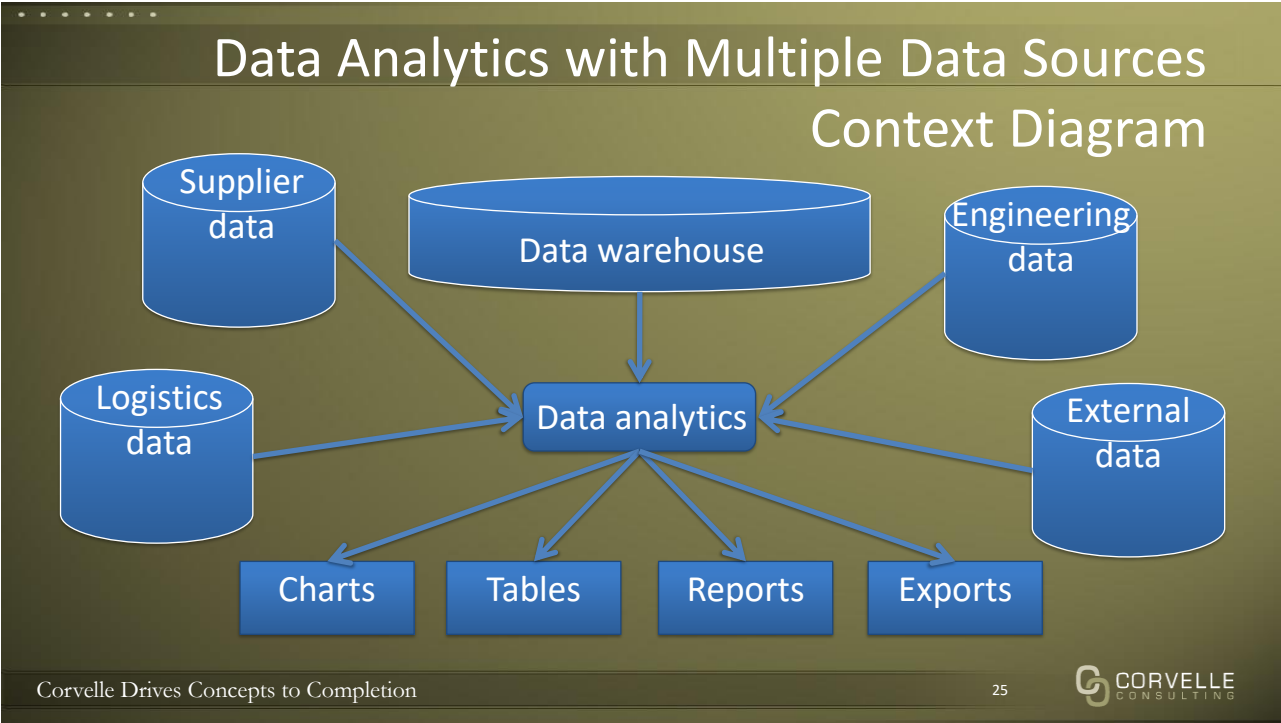 Data Analytics with Multiple Data Sources
Context Diagram
Supplier
data
Data warehouse
Engineering
data
Logistics
data
Data analytics
External
data
Charts
Tables
Reports
Exports
Corvelle Drives Concepts to Completion
25
CORVELLE
CONSULTING